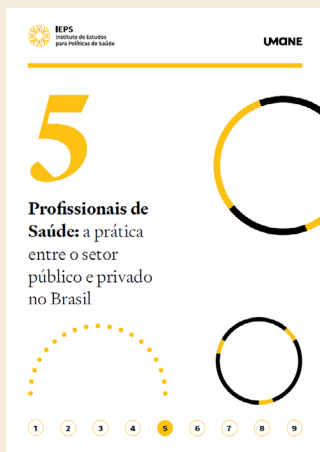 IEPS
Instituto de Estudos
para Políticas de Saúde
UMANE
5
Profissionais de
Saúde: a prática
entre o setor
público e privado
no Brasil
1 2 3 4 5 6 7 8 9